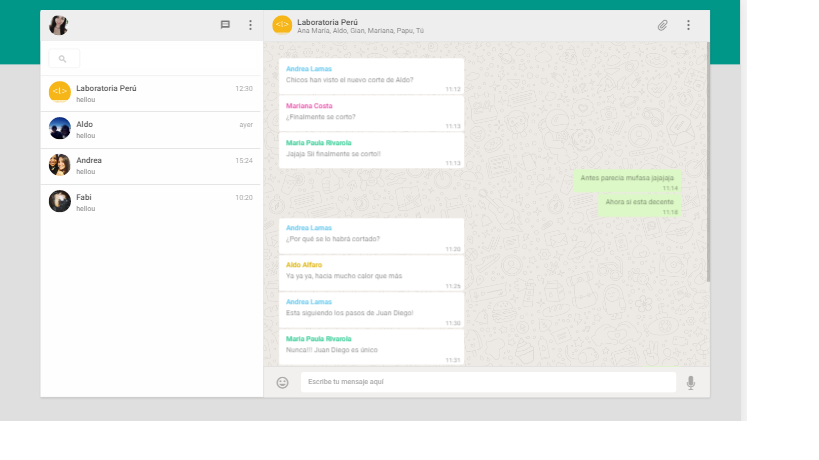 Laboratoria Perú 12:30
hellou
Aldo ayer
hellou
Andrea 15:24
hellou
Fabi 10:20
hellou
Laboratoria Perú
Ana María, Aldo, Gian, Mariana, Papu, Tú
Andrea Lamas
Chicos han visto el nuevo corte de Aldo?
11:12
Mariana Costa
¿Finalmente se corto?
11:13
Maria Paula Rivarola
Jajaja Si finalmente se corto!!
11:13
Antes parecia mufasa jajajaja
11:14
Ahora si esta decente
11:18
Andrea Lamas
¿Por qué se lo habrá cortado?
11:20
Aldo Alfaro
Ya ya ya, hacia mucho calor que más
11:26
Andrea Lamas
Esta siguiendo los pasos de Juan Diego!
11:30
Maria Paula Rivarola
Nunca!!! Juan Diego es único
11:31
Escribe tu mensaje aquí